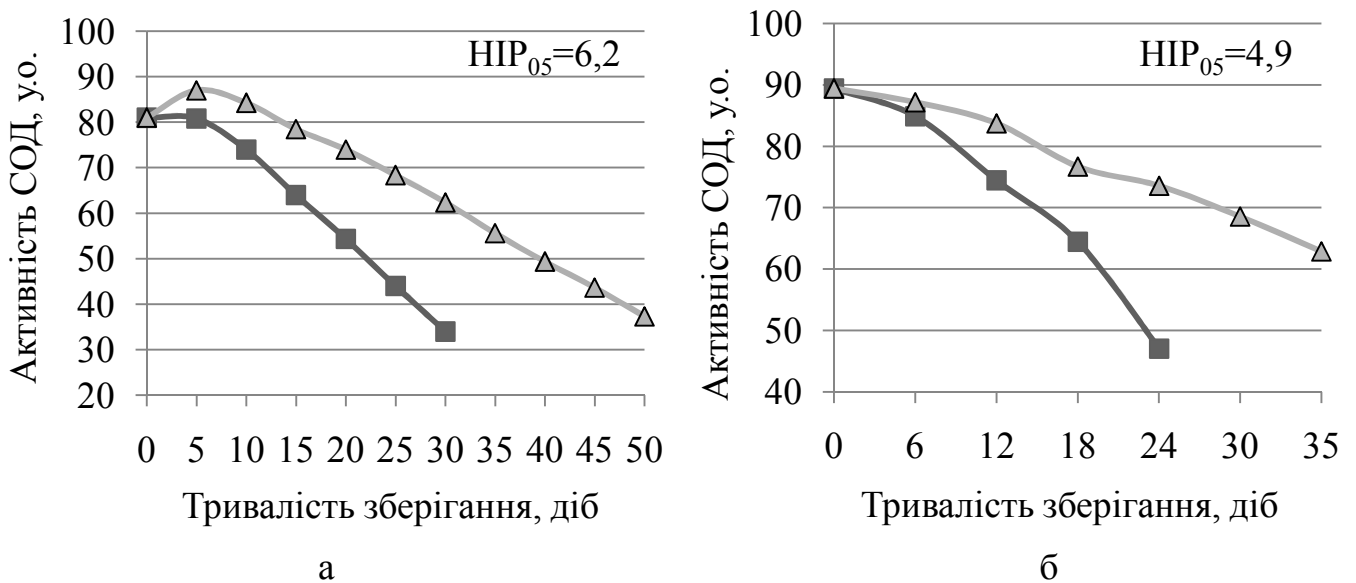 Активність СОД, у.о.
100
90
80
70
60
50
40
30
20
НІР05=6,2
0 5 10 15 20 25 30 35 40 45 50
Тривалість зберігання, діб
а
Активність СОД, у.о.
100
90
80
70
60
50
40
НІР05=4,9
0 6 12 18 24 30 35
Тривалість зберігання, діб
б